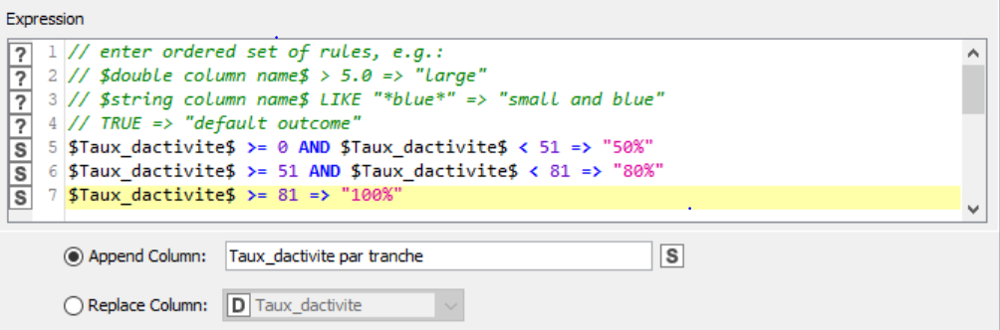 Expression
? 1 // enter ordered set of rules, e.g.:
? 2 // $double column name$ > 5.0 => "large"
? 3 // $string column name$ LIKE "*blue*" => "small and blue"
? 4 // TRUE => "default outcome"
S 5 $Taux_dactivite$ >= 0 AND $Taux_dactivite$ < 51 => "50%"
S 6 $Taux_dactivite$ >= 51 AND $Taux_dactivite$ < 81 => "80%"
S 7 $Taux_dactivite$ >= 81 => "100%"
Append Column: Taux_dactivite par tranche S
Replace Column: D Taux_dactivite